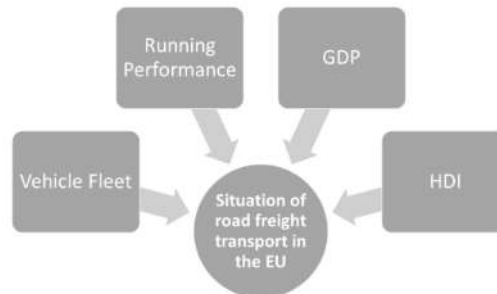 Running
Performance
GDP
Vehicle Fleet
HDI
Situation of
road freight
transport in
the EU